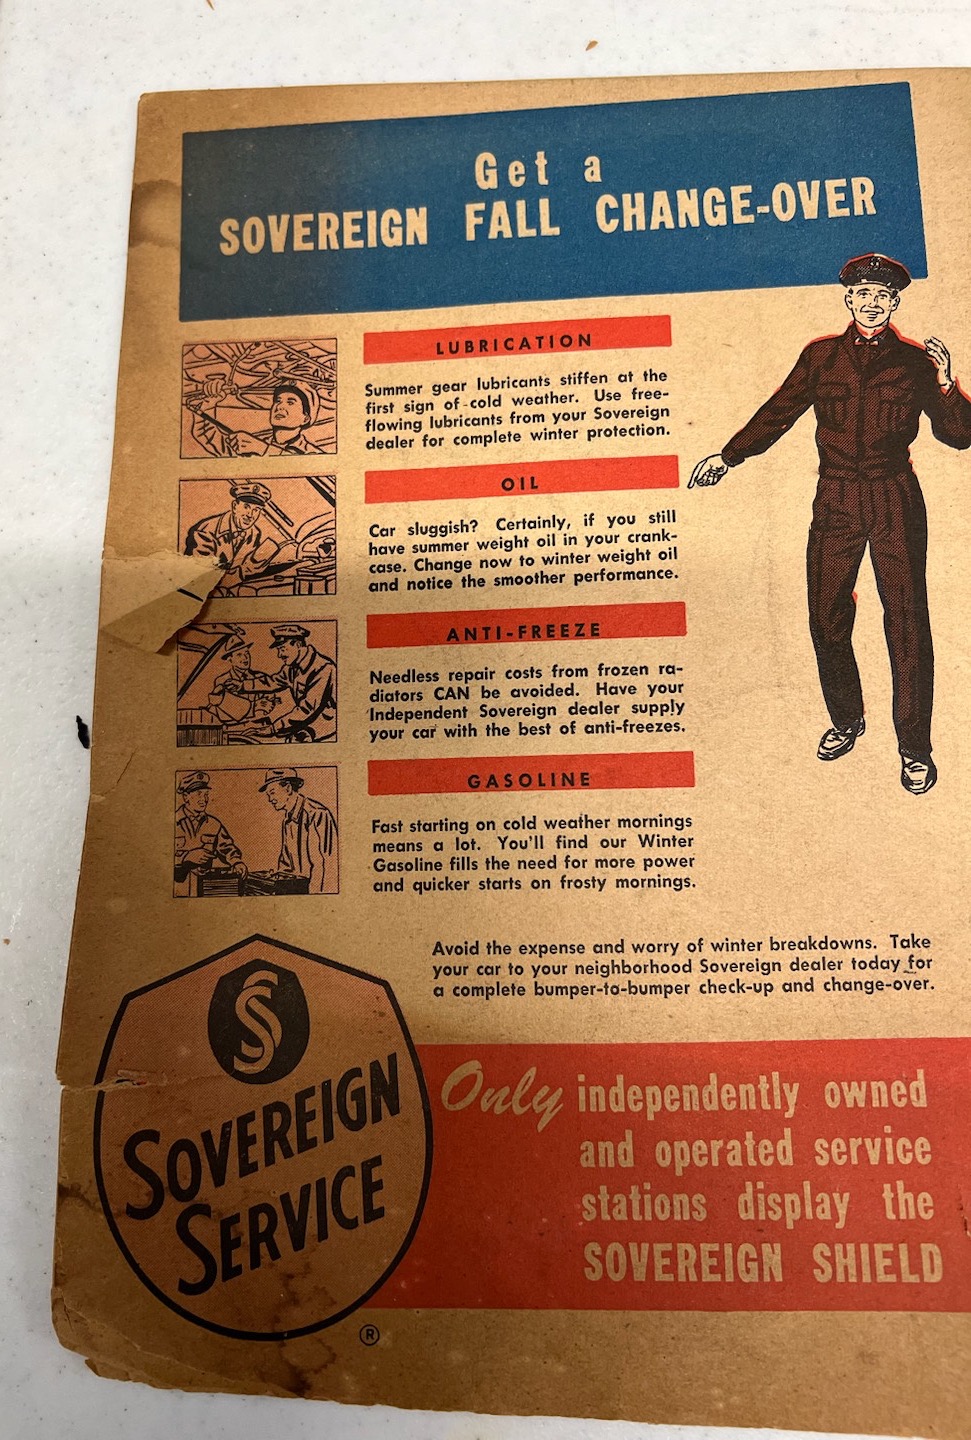 Get a
SOVEREIGN FALL CHANGE-OVER
LUBRICATION
Summer gear lubricants stiffen at the
first sign of cold weather. Use free-
flowing lubricants from your Sovereign
dealer for complete winter protection.
OIL
Car sluggish? Certainly, if you still
have summer weight oil in your crank-
case. Change now to winter weight oil
and notice the smoother performance.
ANTI-FREEZE
Needless repair costs from frozen ra-
diators CAN be avoided. Have your
Independent Sovereign dealer supply
your car with the best of anti-freezes.
GASOLINE
Fast starting on cold weather mornings
means a lot. You'll find our Winter
Gasoline fills the need for more power
and quicker starts on frosty mornings.
Avoid the expense and worry of winter breakdowns. Take
your car to your neighborhood Sovereign dealer today for
a complete bumper-to-bumper check-up and change-over.
S
SOVEREIGN
SERVICE
®
Only independently owned
and operated service
stations display the
SOVEREIGN SHIELD